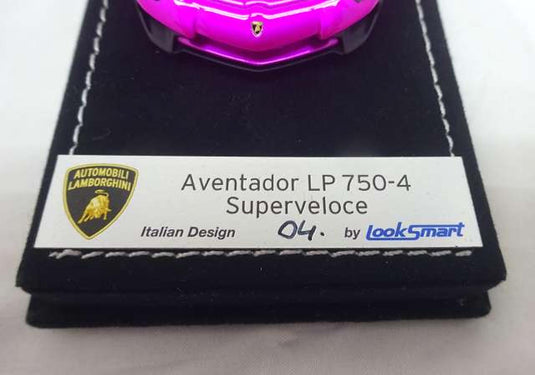 AUTOMOBILI
LAMBORGHINI
Aventador LP 750-4
Superveloce
Italian Design 04. by LookSmart